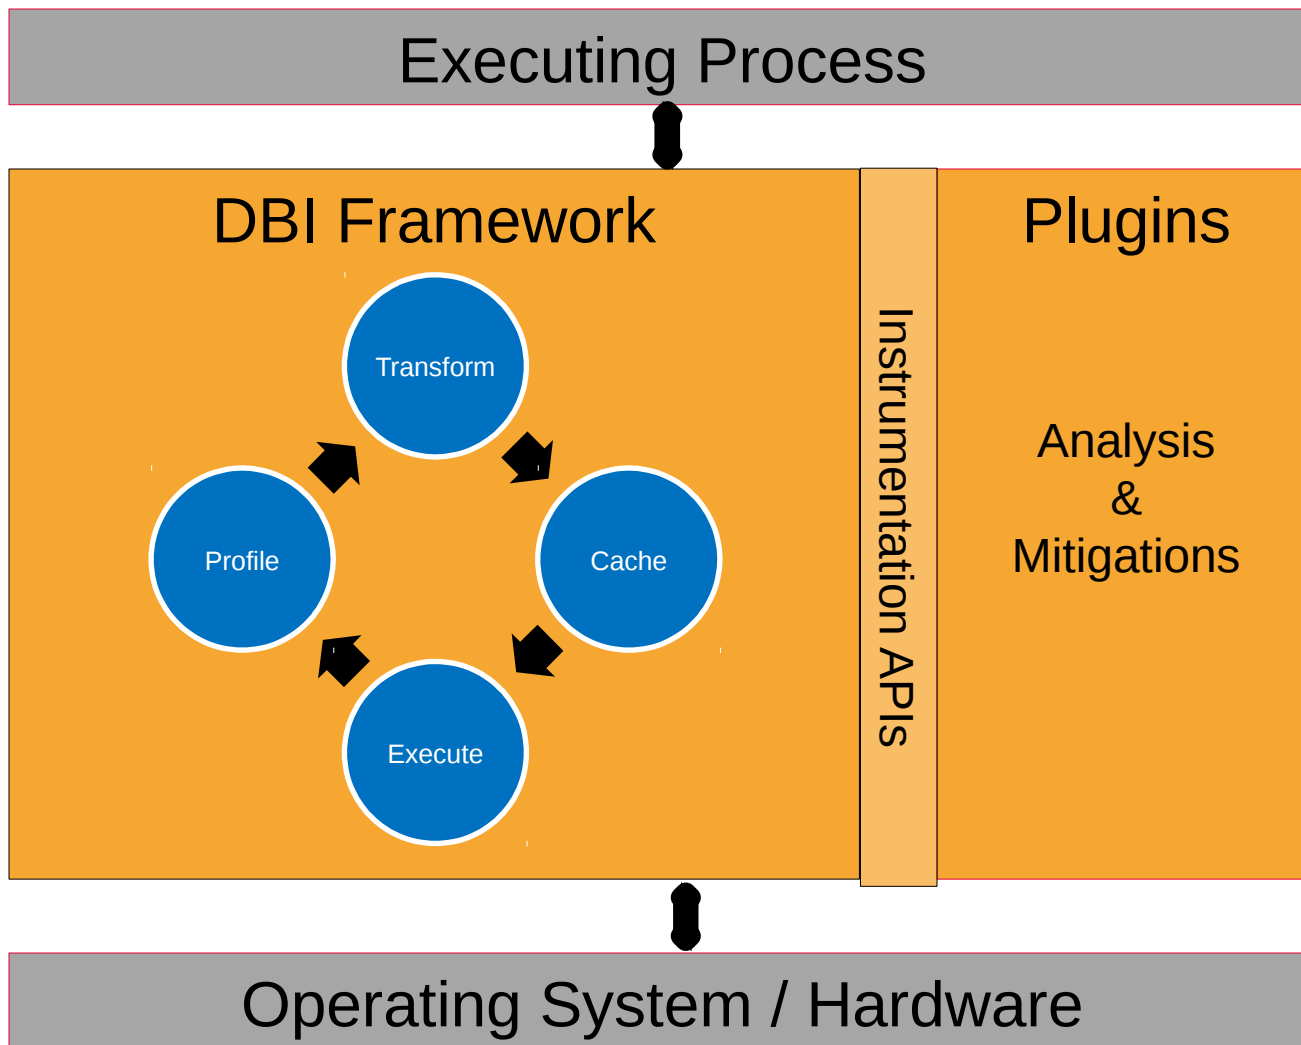 Executing Process
DBI Framework
Plugins
Transform
Profile
Cache
Execute
Instrumentation APIs
Analysis
&
Mitigations
Operating System / Hardware